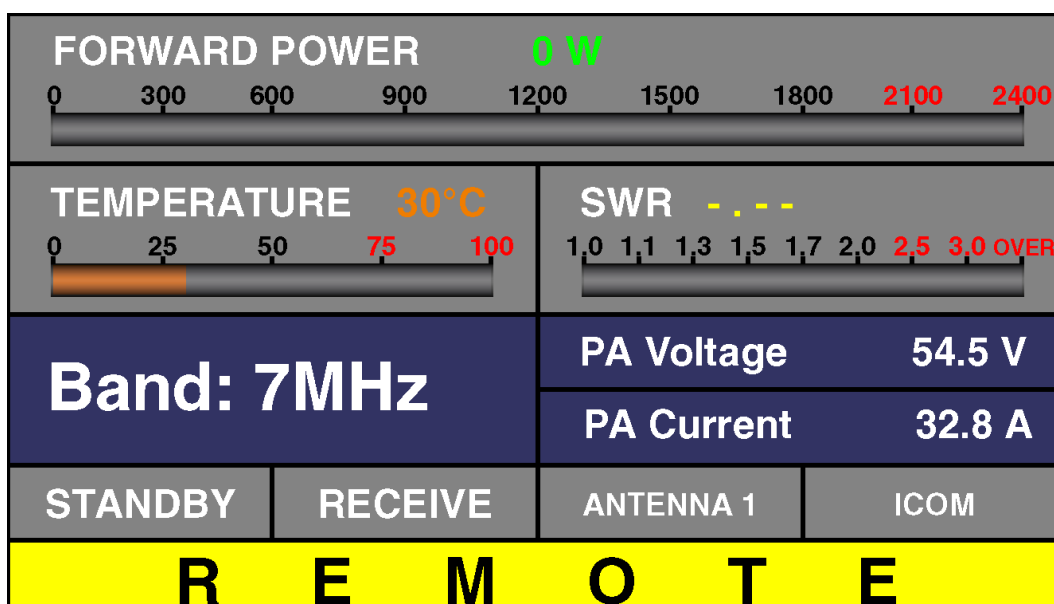 FORWARD POWER 0 W
0 300 600 900 1200 1500 1800 2100 2400
TEMPERATURE 30°C
0 25 50 75 100
SWR -.--
1.0 1.1 1.3 1.5 1.7 2.0 2.5 3.0 OVER
Band: 7MHz
PA Voltage 54.5 V
PA Current 32.8 A
STANDBY RECEIVE ANTENNA 1 ICOM
R E M O T E